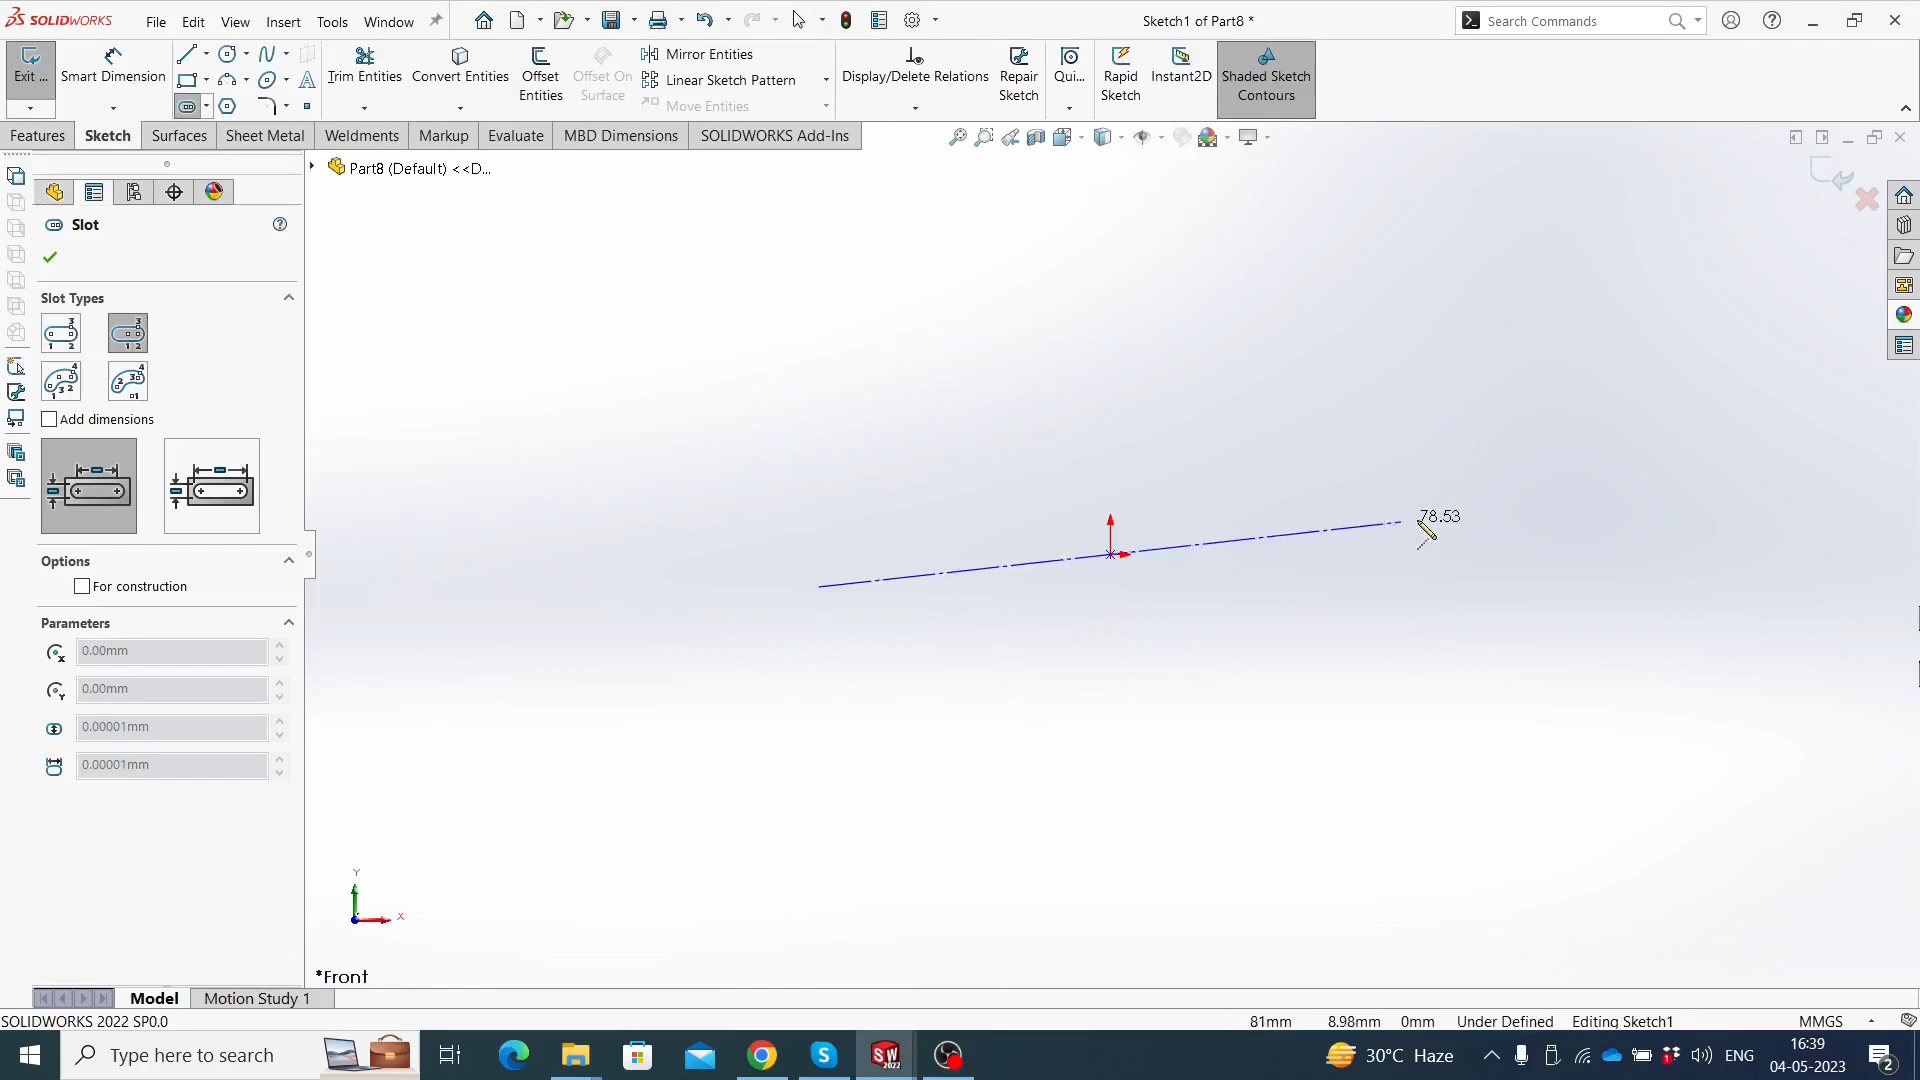 SOLIDWORKS File Edit View Insert Tools Window Sketch1 of Part8 * Search Commands
Exit ... Smart Dimension Trim Entities Convert Entities Offset Entities Offset On Surface Mirror Entities Linear Sketch Pattern Move Entities Display/Delete Relations Repair Sketch Qui... Rapid Sketch Instant2D Shaded Sketch Contours
Features Sketch Surfaces Sheet Metal Weldments Markup Evaluate MBD Dimensions SOLIDWORKS Add-Ins
Part8 (Default) <<D...
Slot
Slot Types
Add dimensions
78.53
Options
For construction
Parameters
0.00mm
0.00mm
0.00001mm
0.00001mm
Y
X
*Front
Model Motion Study 1
SOLIDWORKS 2022 SP0.0 81mm 8.98mm 0mm Under Defined Editing Sketch1 MMGS
Type here to search 30°C Haze ENG 16:39
04-05-2023 2